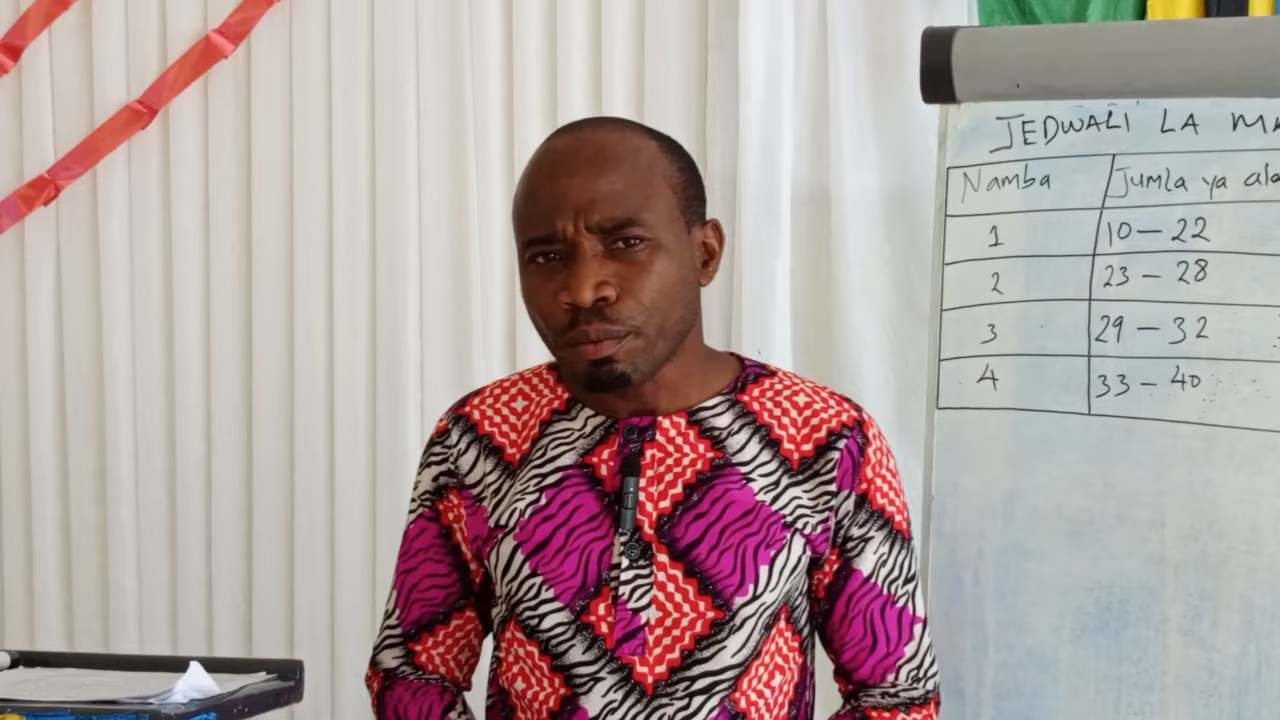 JEDWALI LA
Namba Jumla ya
1 10 – 22
2 23 – 28
3 29 – 32
4 33 – 40